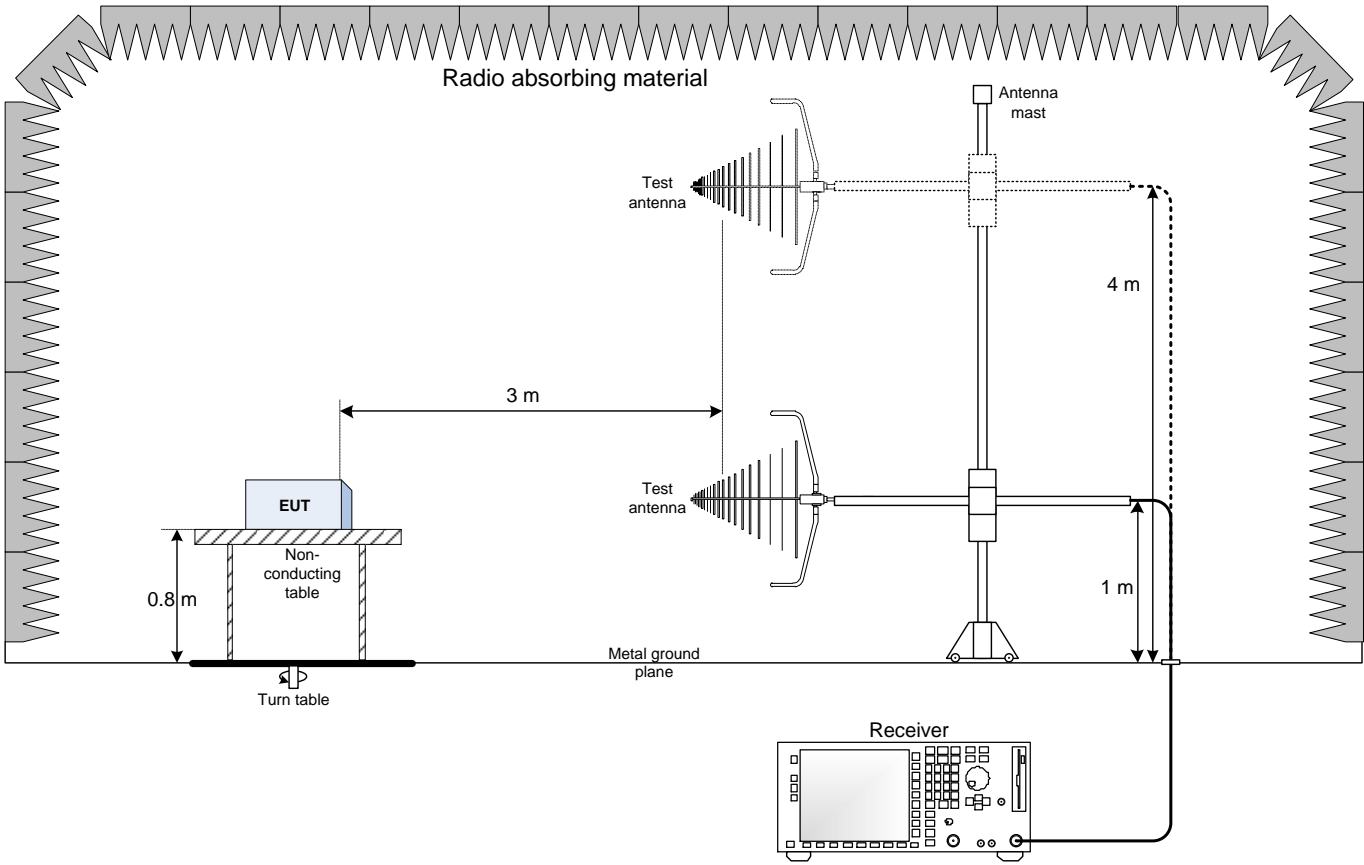 Radio absorbing material
Antenna
mast
Test
antenna
4 m
3 m
Test
antenna
EUT
Non-
conducting
table
0.8 m
1 m
Metal ground
plane
Turn table
Receiver